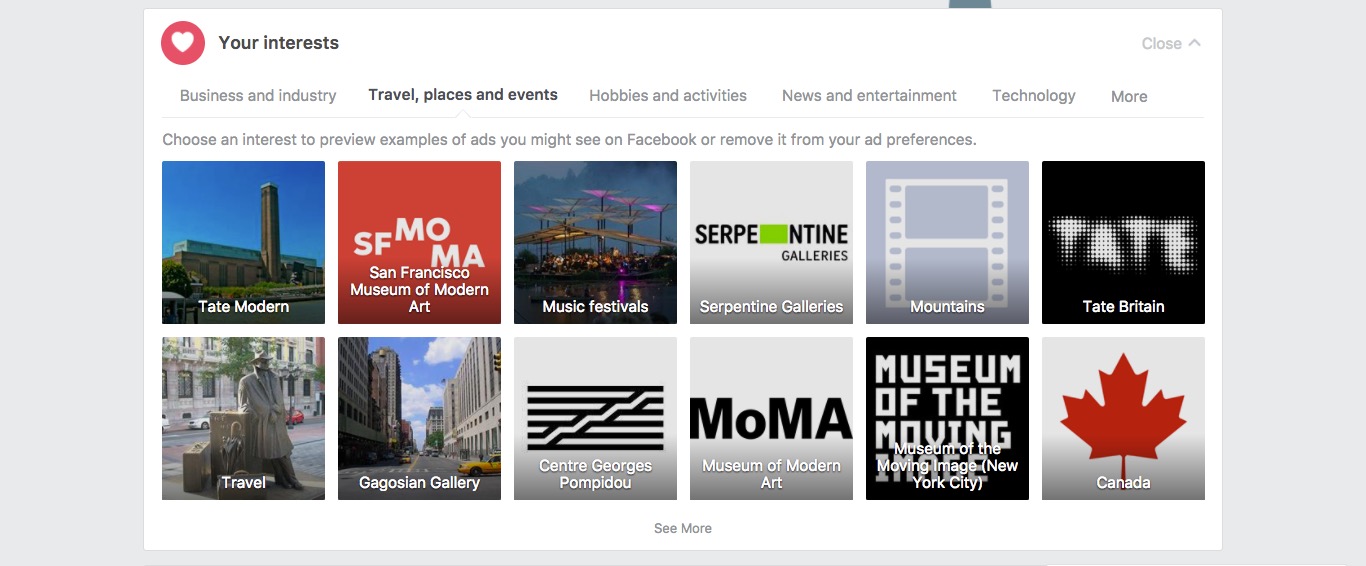 Your interests
Close
Business and industry
Travel, places and events
Hobbies and activities
News and entertainment
Technology
More
Choose an interest to preview examples of ads you might see on Facebook or remove it from your ad preferences.
Tate Modern
SFMO
MA
San Francisco
Museum of Modern
Art
Music festivals
SERPE NTINE
GALLERIES
Serpentine Galleries
Mountains
TATE
Tate Britain
Travel
Gagosian Gallery
Centre Georges
Pompidou
MoMA
Museum of Modern
Art
MUSEUM
OF THE
MOVING
IMAGE
Museum of the
Moving Image (New
York City)
Canada
See More